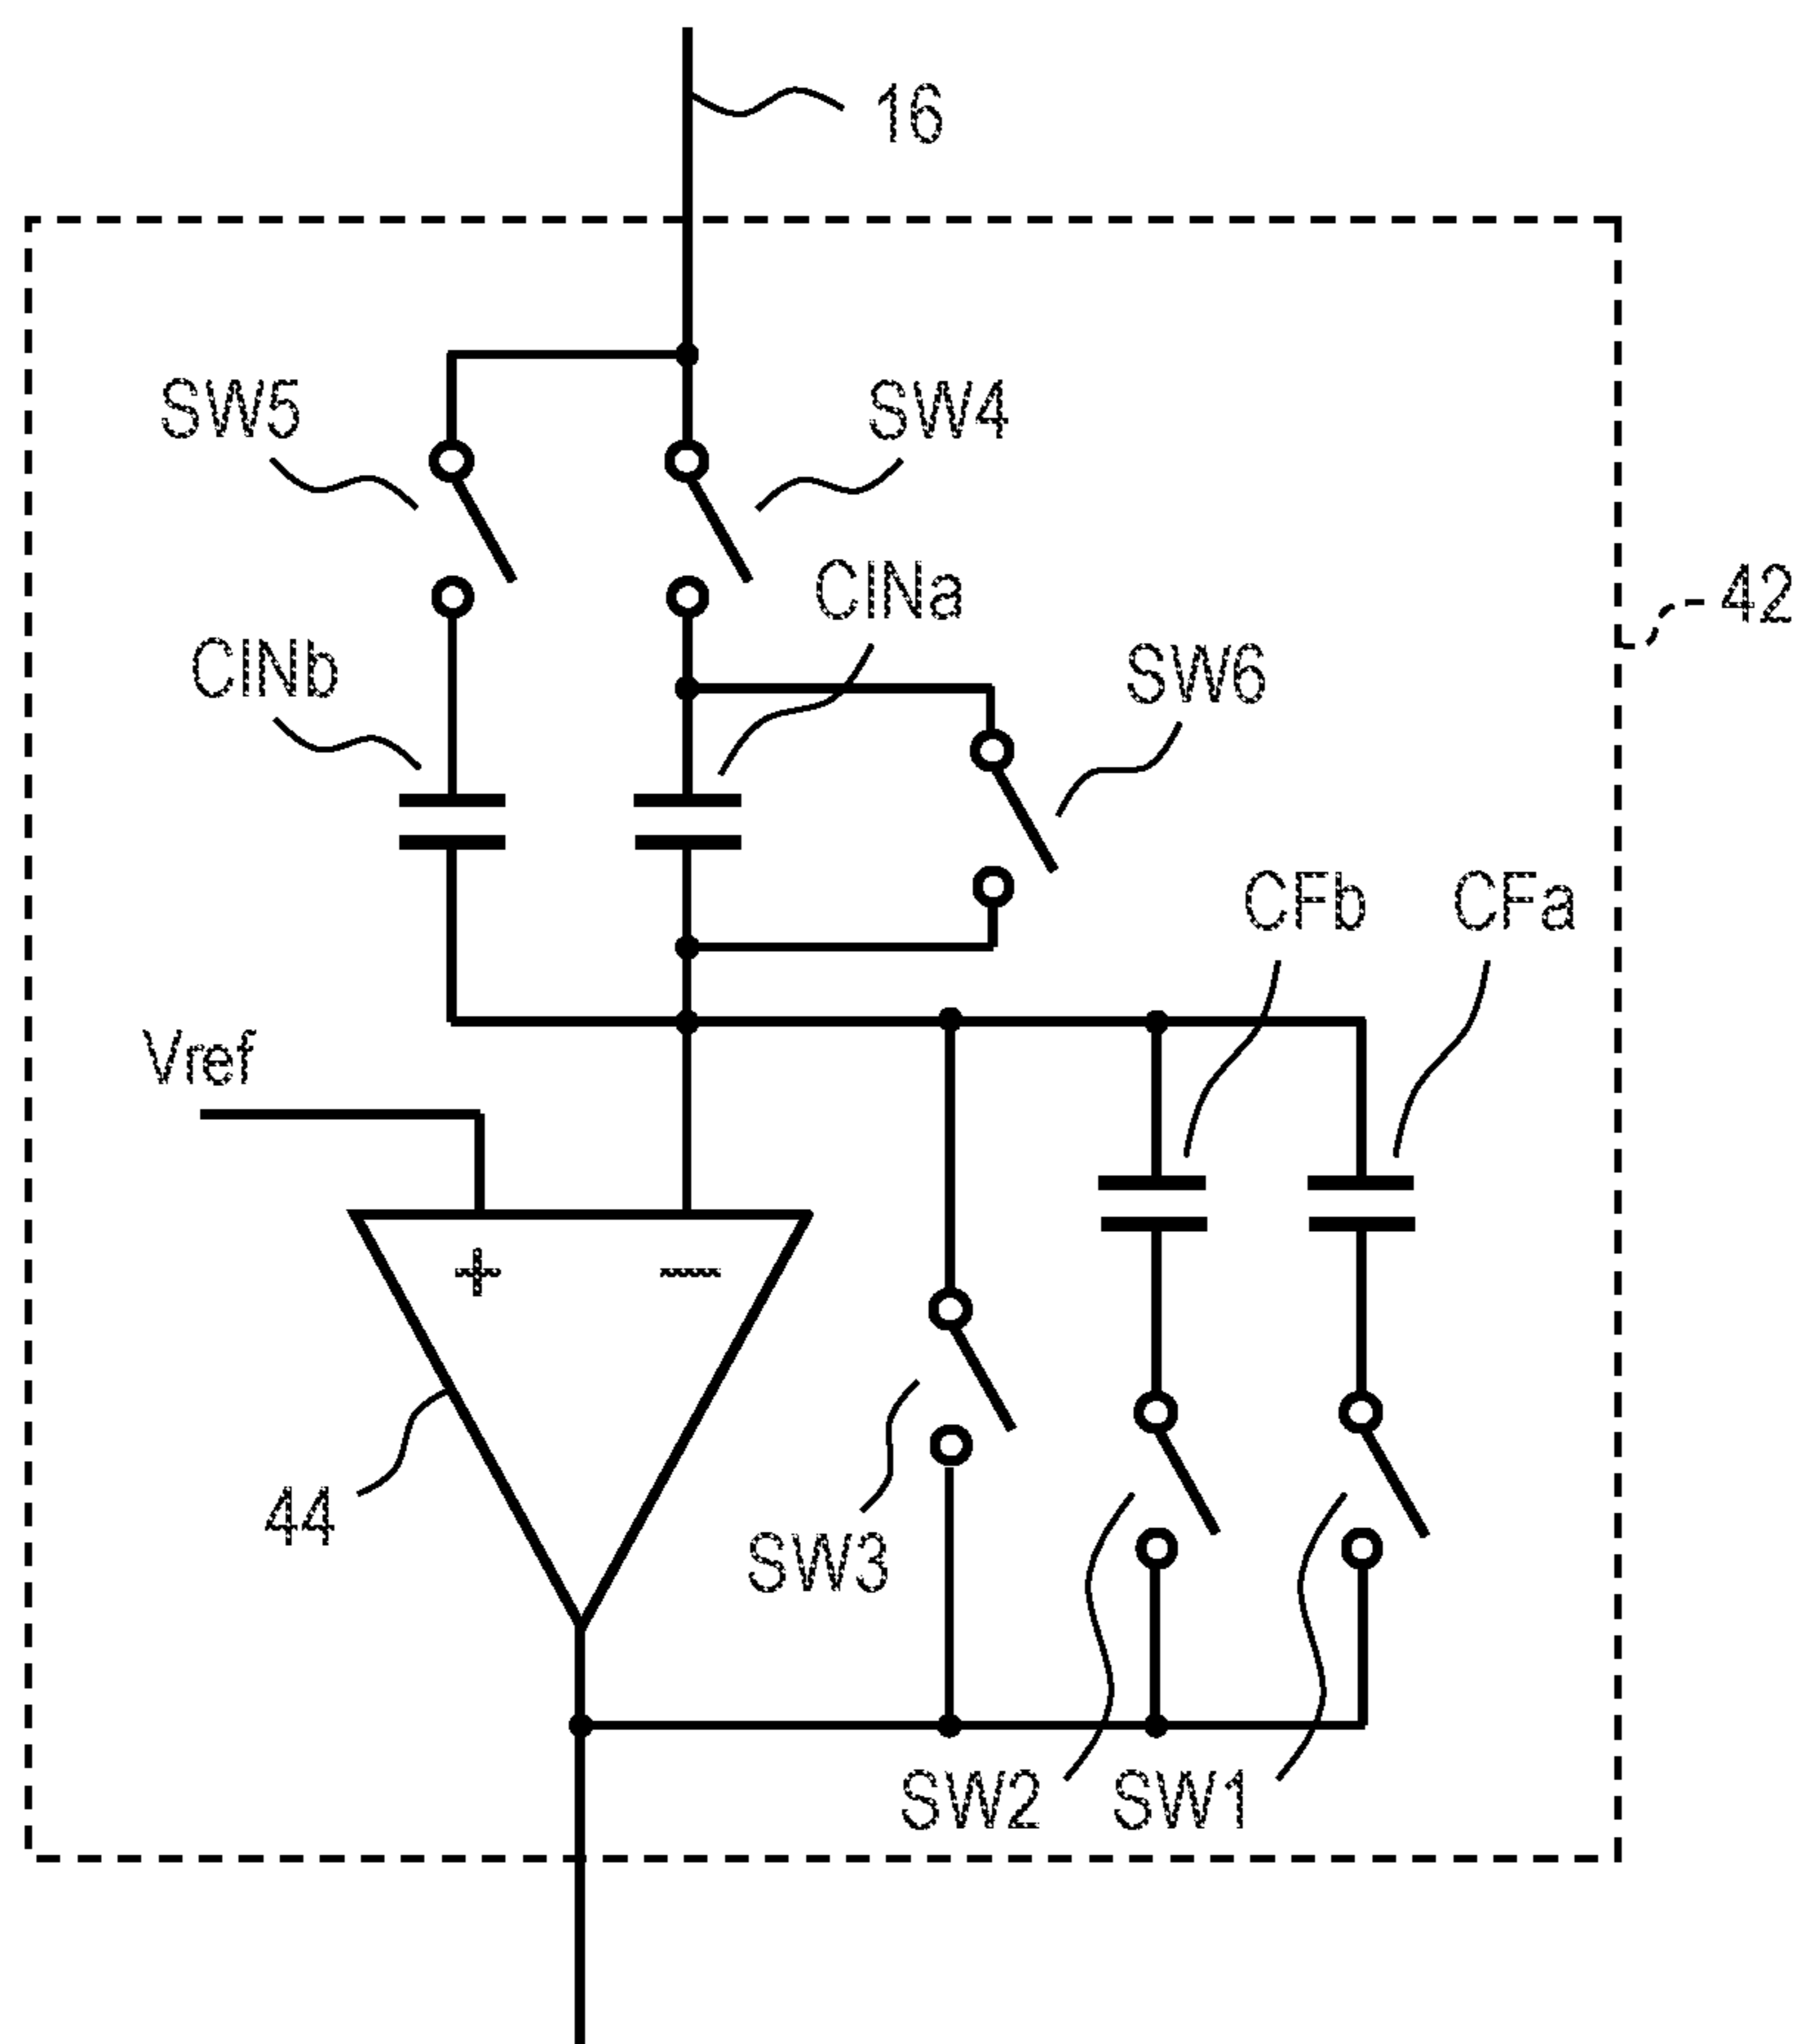 16
SW5
SW4
CINa
42
CINb
SW6
CFb
CFa
Vref
+
−
44
SW3
SW2
SW1